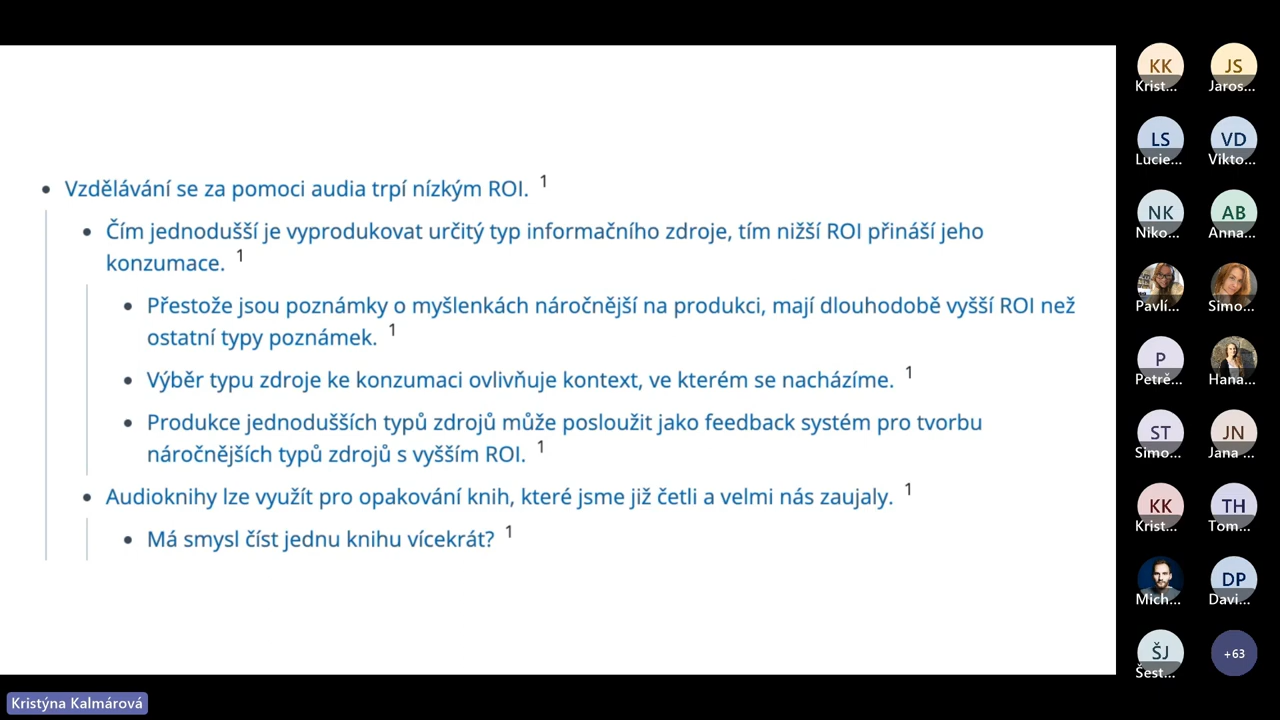 Vzdělávání se za pomoci audia trpí nízkým ROI. 1
Čím jednodušší je vyprodukovat určitý typ informačního zdroje, tím nižší ROI přináší jeho
konzumace. 1
Přestože jsou poznámky o myšlenkách náročnější na produkci, mají dlouhodobě vyšší ROI než
ostatní typy poznámek. 1
Výběr typu zdroje ke konzumaci ovlivňuje kontext, ve kterém se nacházíme. 1
Produkce jednodušších typů zdrojů může posloužit jako feedback systém pro tvorbu
náročnějších typů zdrojů s vyšším ROI. 1
Audioknihy lze využít pro opakování knih, které jsme již četli a velmi nás zaujaly. 1
Má smysl číst jednu knihu vícekrát? 1
KK JS
Krist... Jaros...
LS VD
Lucie... Vikto...
NK AB
Niko... Anna...
Pavlí... Simo...
P
Petrě... Hana...
ST JN
Simo... Jana ...
KK TH
Krist... Tom...
DP
Mich... Davi...
ŠJ +63
Šest...
Kristýna Kalmárová